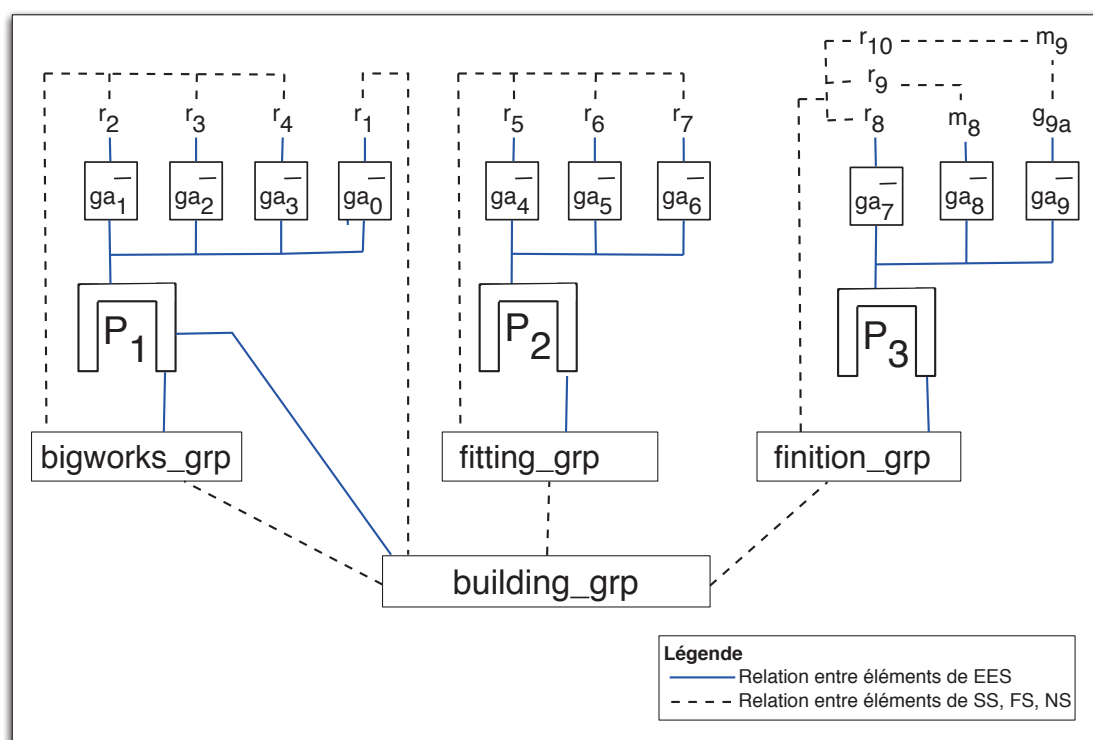 r10 m9
r9
r2 r3 r4 r1 r5 r6 r7 r8 m8 g9a
ga1 ga2 ga3 ga0 ga4 ga5 ga6 ga7 ga8 ga9
P1 P2 P3
bigworks_grp fitting_grp finition_grp
building_grp
Légende
Relation entre éléments de EES
Relation entre éléments de SS, FS, NS